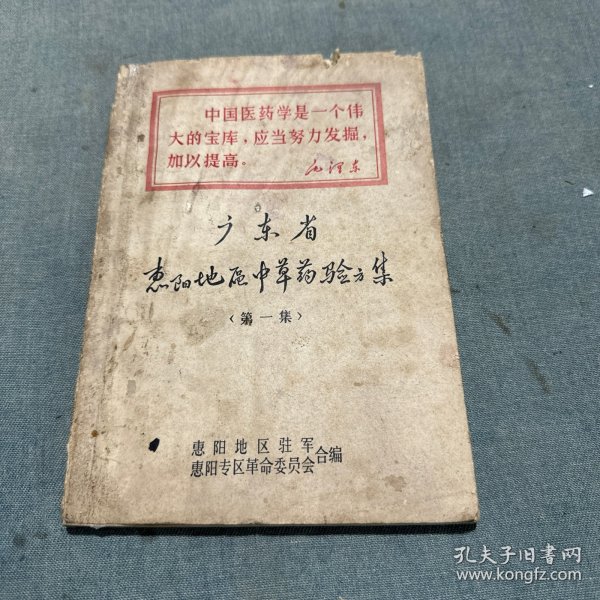 中国医药学是一个伟
大的宝库，应当努力发掘，
加以提高。
毛泽东
广东省
惠阳地区中草药验方集
（第一集）
惠阳地区驻军
惠阳专区革命委员会合编
孔夫子旧书网
www.kongfz.com